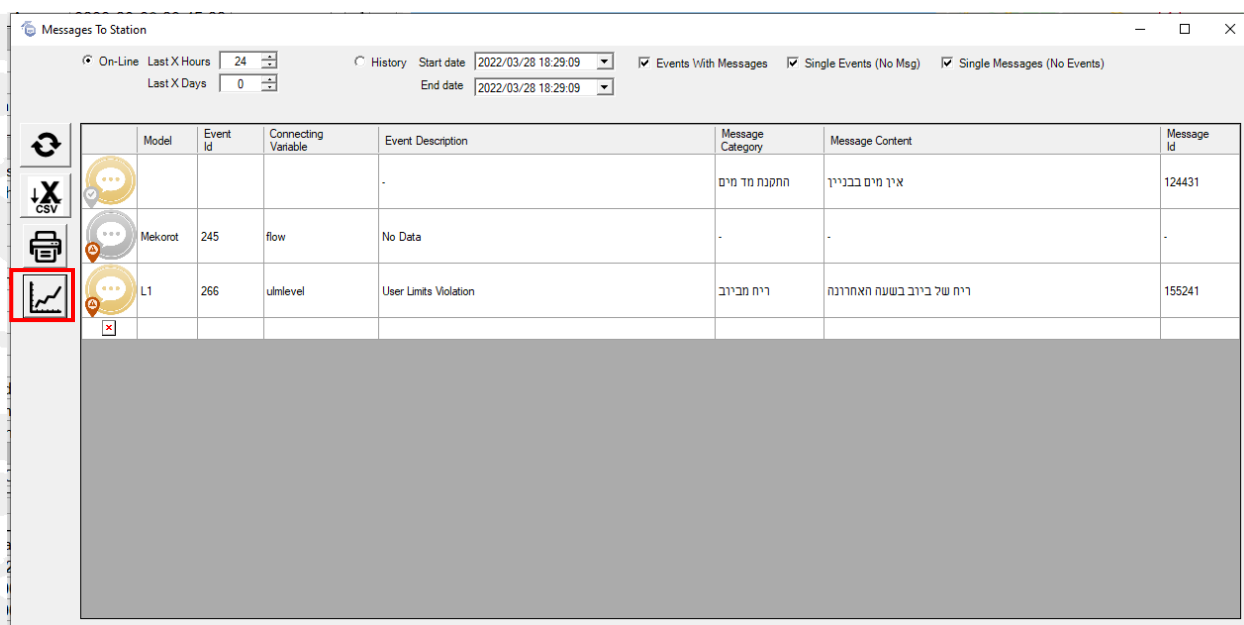 Messages To Station
On-Line Last X Hours 24 History Start date 2022/03/28 18:29:09 Events With Messages Single Events (No Msg) Single Messages (No Events)
Last X Days 0 End date 2022/03/28 18:29:09
Model Event Id Connecting Variable Event Description Message Category Message Content Message Id
- התקנת מד מים אין מים בבניין 124431
Mekorot 245 flow No Data - - -
L1 266 ulmlevel User Limits Violation ריח מביוב ריח של ביוב בשעה האחרונה 155241
X
CSV